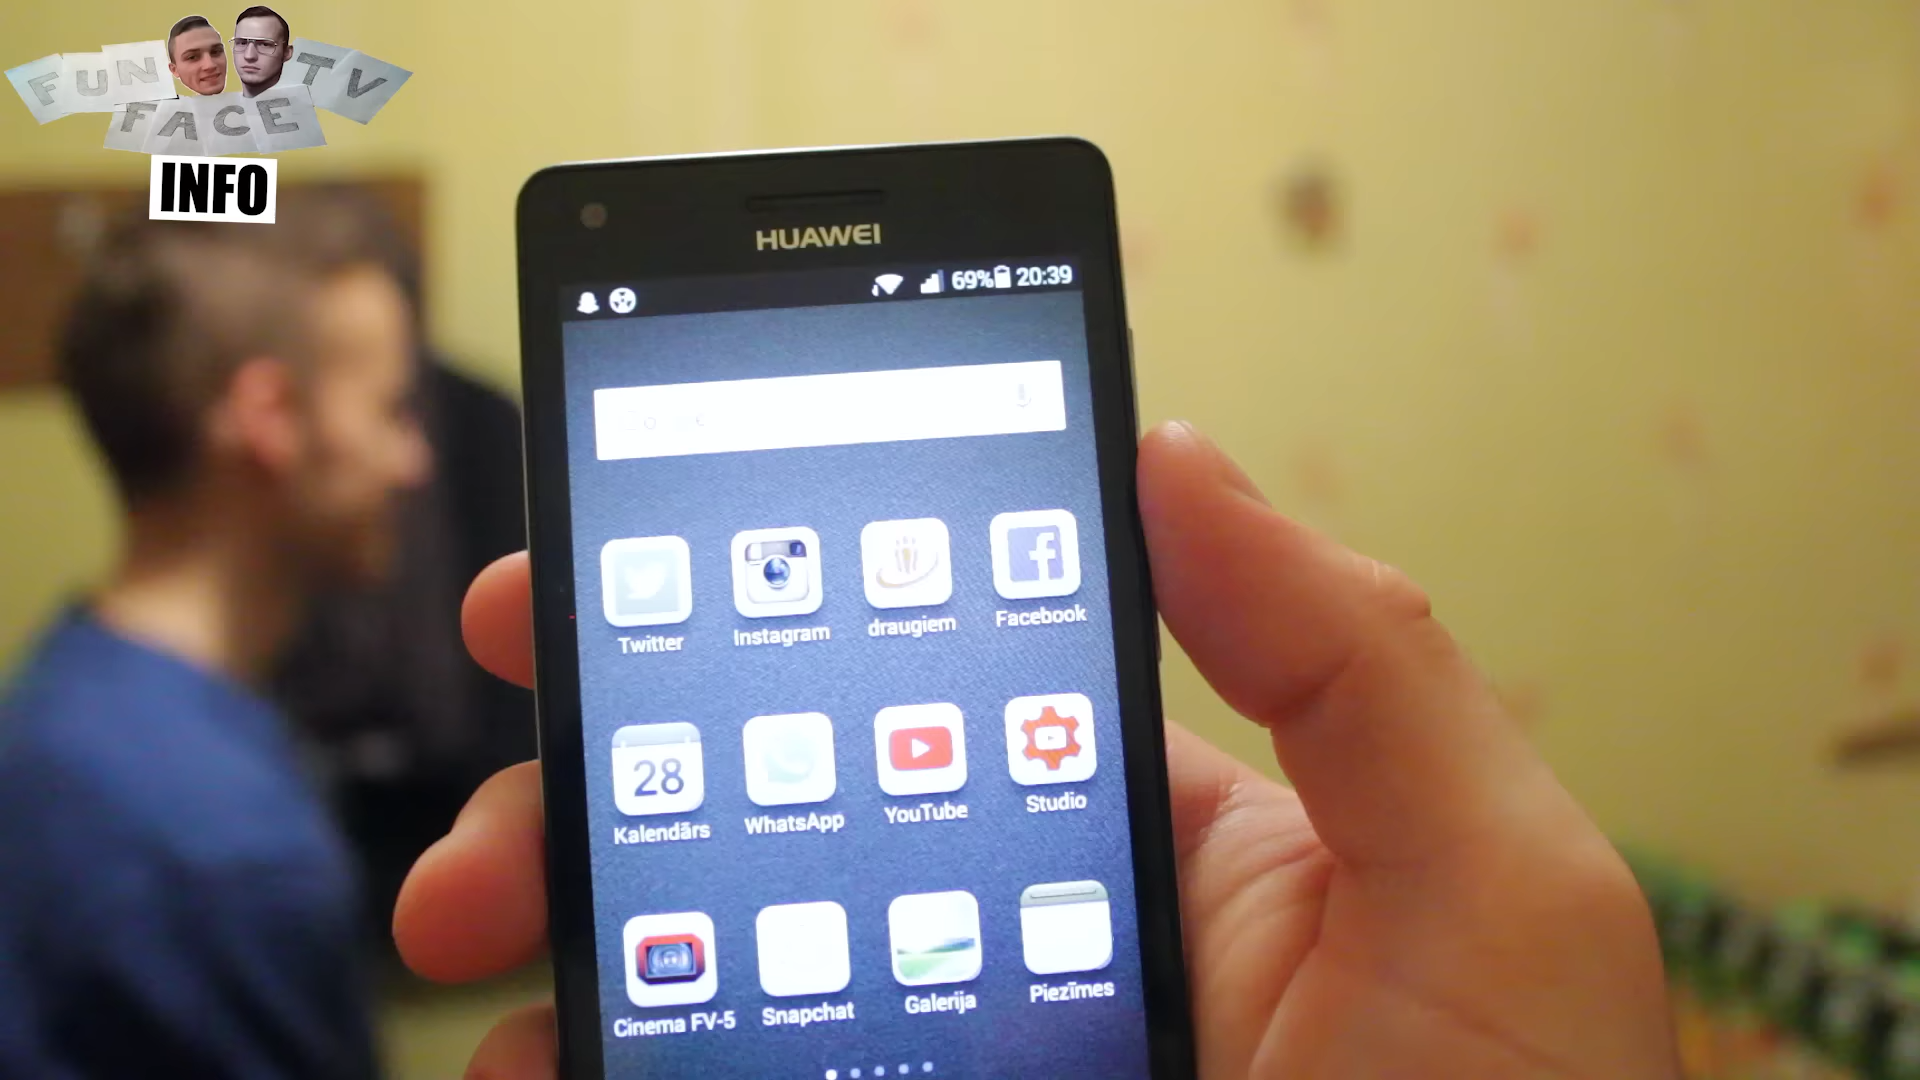 FUN TV
FACE
INFO
HUAWEI
69% 20:39
Twitter Instagram draugiem Facebook
28
Kalendārs WhatsApp YouTube Studio
Cinema FV-5 Snapchat Galerija Piezīmes